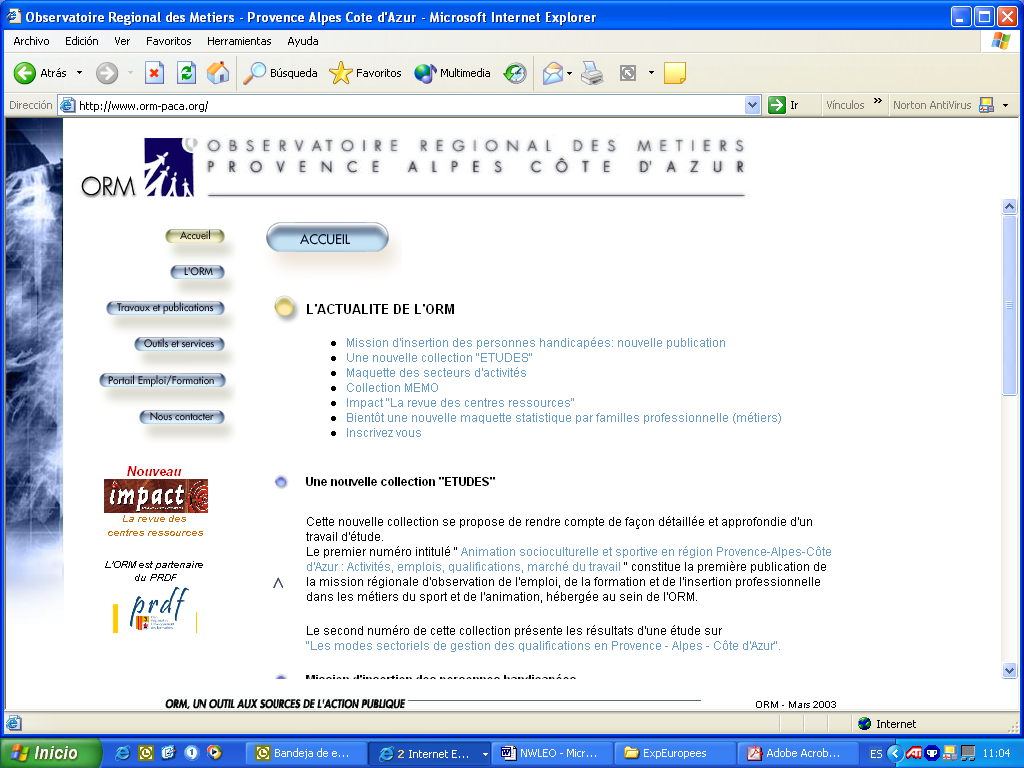 Observatoire Regional des Metiers - Provence Alpes Cote d'Azur - Microsoft Internet Explorer
Archivo Edición Ver Favoritos Herramientas Ayuda
Atrás Búsqueda Favoritos Multimedia
Dirección http://www.orm-paca.org/ Ir Vínculos » Norton AntiVirus
OBSERVATOIRE REGIONAL DES METIERS
PROVENCE ALPES CÔTE D'AZUR
ORM
Accueil
L'ORM
Travaux et publications
Outils et services
Portail Emploi/Formation
Nous contacter
Nouveau
impact
La revue des
centres ressources
L'ORM est partenaire
du PRDF
prdf
ACCUEIL
L'ACTUALITE DE L'ORM
Mission d'insertion des personnes handicapées: nouvelle publication
Une nouvelle collection "ETUDES"
Maquette des secteurs d'activités
Collection MEMO
Impact "La revue des centres ressources"
Bientôt une nouvelle maquette statistique par familles professionnelle (métiers)
Inscrivez vous
Une nouvelle collection "ETUDES"
Cette nouvelle collection se propose de rendre compte de façon détaillée et approfondie d'un
travail d'étude.
Le premier numéro intitulé " Animation socioculturelle et sportive en région Provence-Alpes-Côte
d'Azur : Activités, emplois, qualifications, marché du travail " constitue la première publication de
la mission régionale d'observation de l'emploi, de la formation et de l'insertion professionnelle
dans les métiers du sport et de l'animation, hébergée au sein de l'ORM.
Le second numéro de cette collection présente les résultats d'une étude sur
"Les modes sectoriels de gestion des qualifications en Provence - Alpes - Côte d'Azur".
Mission d'insertion des personnes handicapées
ORM, UN OUTIL AUX SOURCES DE L'ACTION PUBLIQUE
ORM - Mars 2003
Internet
Inicio Bandeja de e... 2 Internet E... NWLEO - Micr... ExpEuropees Adobe Acrob... ES 11:04